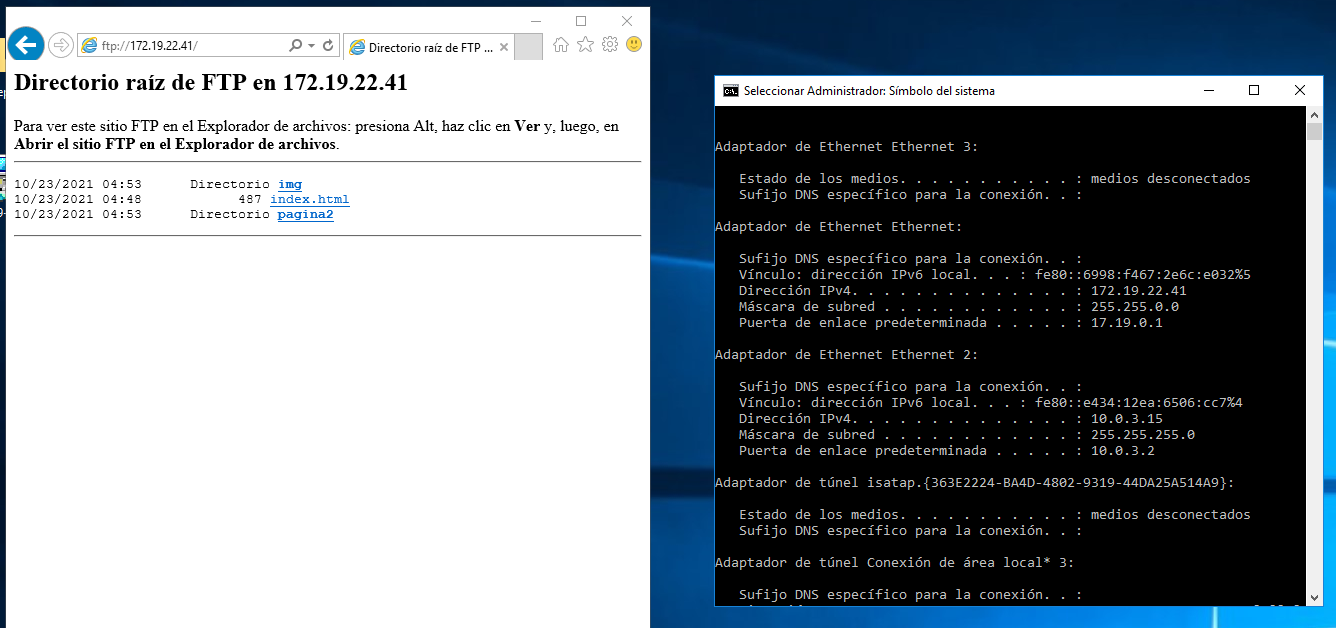 ftp://172.19.22.41/
Directorio raíz de FTP ...
Directorio raíz de FTP en 172.19.22.41
Para ver este sitio FTP en el Explorador de archivos: presiona Alt, haz clic en Ver y, luego, en
Abrir el sitio FTP en el Explorador de archivos.
10/23/2021 04:53 Directorio img
10/23/2021 04:48 487 index.html
10/23/2021 04:53 Directorio pagina2
Seleccionar Administrador: Símbolo del sistema
Adaptador de Ethernet Ethernet 3:
Estado de los medios. . . . . . . . . . . : medios desconectados
Sufijo DNS específico para la conexión. . :
Adaptador de Ethernet Ethernet:
Sufijo DNS específico para la conexión. . :
Vínculo: dirección IPv6 local. . . : fe80::6998:f467:2e6c:e032%5
Dirección IPv4. . . . . . . . . . . . . . : 172.19.22.41
Máscara de subred . . . . . . . . . . . . : 255.255.0.0
Puerta de enlace predeterminada . . . . . : 17.19.0.1
Adaptador de Ethernet Ethernet 2:
Sufijo DNS específico para la conexión. . :
Vínculo: dirección IPv6 local. . . : fe80::e434:12ea:6506:cc7%4
Dirección IPv4. . . . . . . . . . . . . . : 10.0.3.15
Máscara de subred . . . . . . . . . . . . : 255.255.255.0
Puerta de enlace predeterminada . . . . . : 10.0.3.2
Adaptador de túnel isatap.{363E2224-BA4D-4802-9319-44DA25A514A9}:
Estado de los medios. . . . . . . . . . . : medios desconectados
Sufijo DNS específico para la conexión. . :
Adaptador de túnel Conexión de área local* 3:
Sufijo DNS específico para la conexión. . :